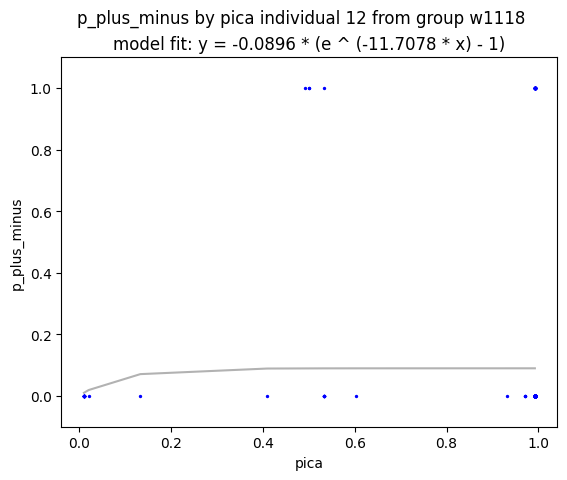 p_plus_minus by pica individual 12 from group w1118
model fit: y = -0.0896 * (e ^ (-11.7078 * x) - 1)
1.0
0.8
0.6
0.4
0.2
0.0
p_plus_minus
0.0 0.2 0.4 0.6 0.8 1.0
pica